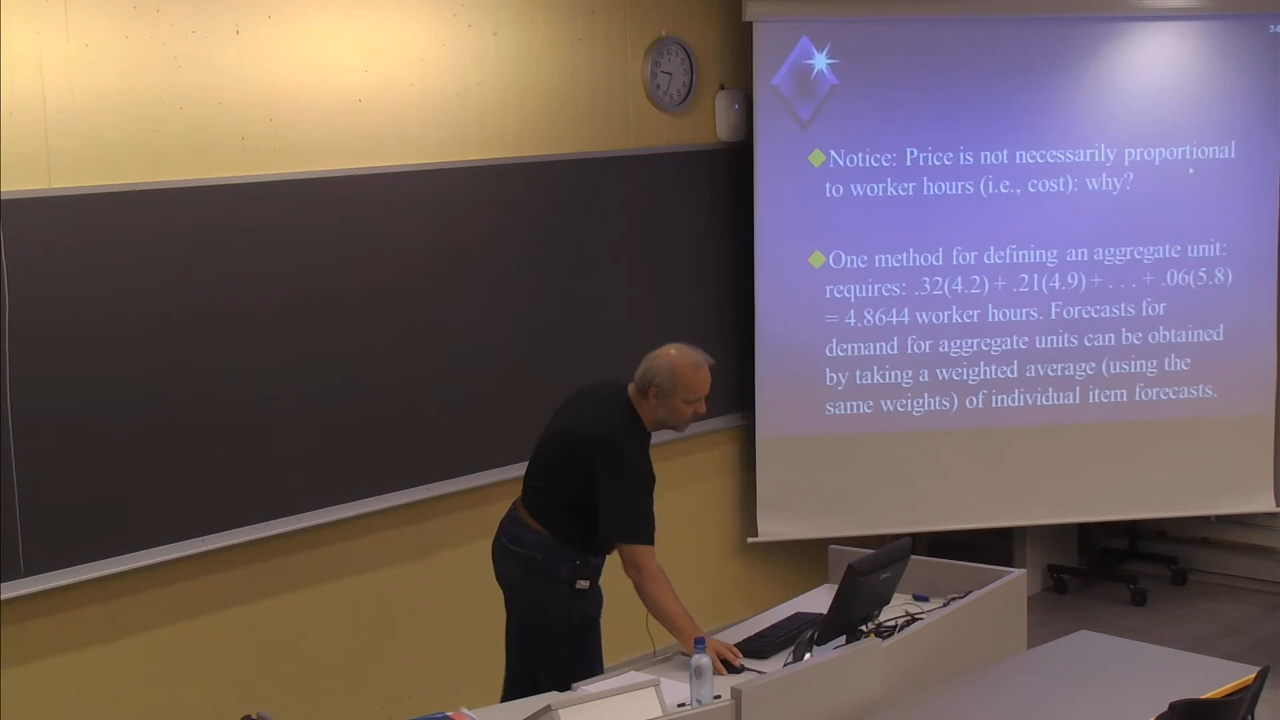 Notice: Price is not necessarily proportional
to worker hours (i.e., cost): why?
One method for defining an aggregate unit:
requires: .32(4.2) + .21(4.9) + . . . + .06(5.8)
= 4.8644 worker hours. Forecasts for
demand for aggregate units can be obtained
by taking a weighted average (using the
same weights) of individual item forecasts.